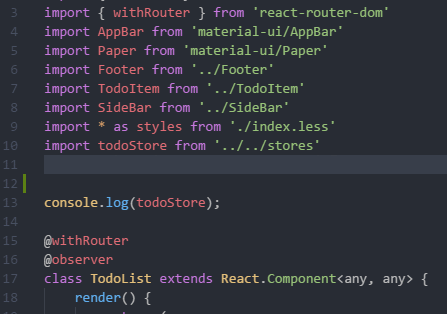 3 import { withRouter } from 'react-router-dom'
4 import AppBar from 'material-ui/AppBar'
5 import Paper from 'material-ui/Paper'
6 import Footer from '../Footer'
7 import TodoItem from '../TodoItem'
8 import SideBar from '../SideBar'
9 import * as styles from './index.less'
10 import todoStore from '../../stores'
11
12
13 console.log(todoStore);
14
15 @withRouter
16 @observer
17 class TodoList extends React.Component<any, any> {
18 render() {